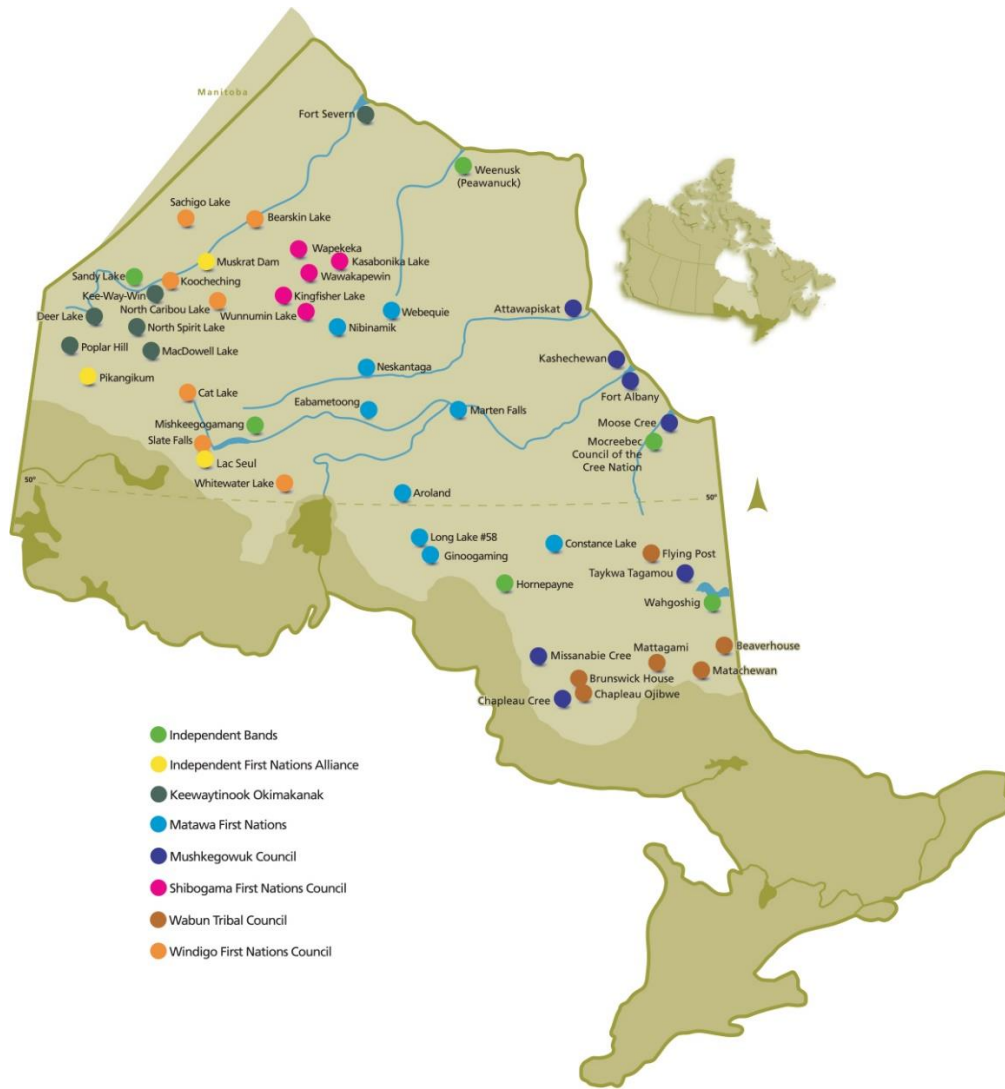 Manitoba
Fort Severn
Weenusk
(Peawanuck)
Sachigo Lake
Bearskin Lake
Wapekeka
Muskrat Dam
Kasabonika Lake
Sandy Lake
Koocheching
Wawakapewin
Kee-Way-Win
Kingfisher Lake
North Caribou Lake
Wunnumin Lake
Webequie
Attawapiskat
Deer Lake
North Spirit Lake
Nibinamik
Poplar Hill
MacDowell Lake
Kashechewan
Neskantaga
Pikangikum
Fort Albany
Cat Lake
Eabametoong
Marten Falls
Mishkeegogamang
Moose Cree
Slate Falls
Mocreebec
Council of the
Cree Nation
Lac Seul
50°
Whitewater Lake
Aroland
50°
Long Lake #58
Constance Lake
Ginoogaming
Flying Post
Taykwa Tagamou
Hornepayne
Wahgoshig
Beaverhouse
Mattagami
Missanabie Cree
Matachewan
Brunswick House
Chapleau Cree
Chapleau Ojibwe
Independent Bands
Independent First Nations Alliance
Keewaytinook Okimakanak
Matawa First Nations
Mushkegowuk Council
Shibogama First Nations Council
Wabun Tribal Council
Windigo First Nations Council